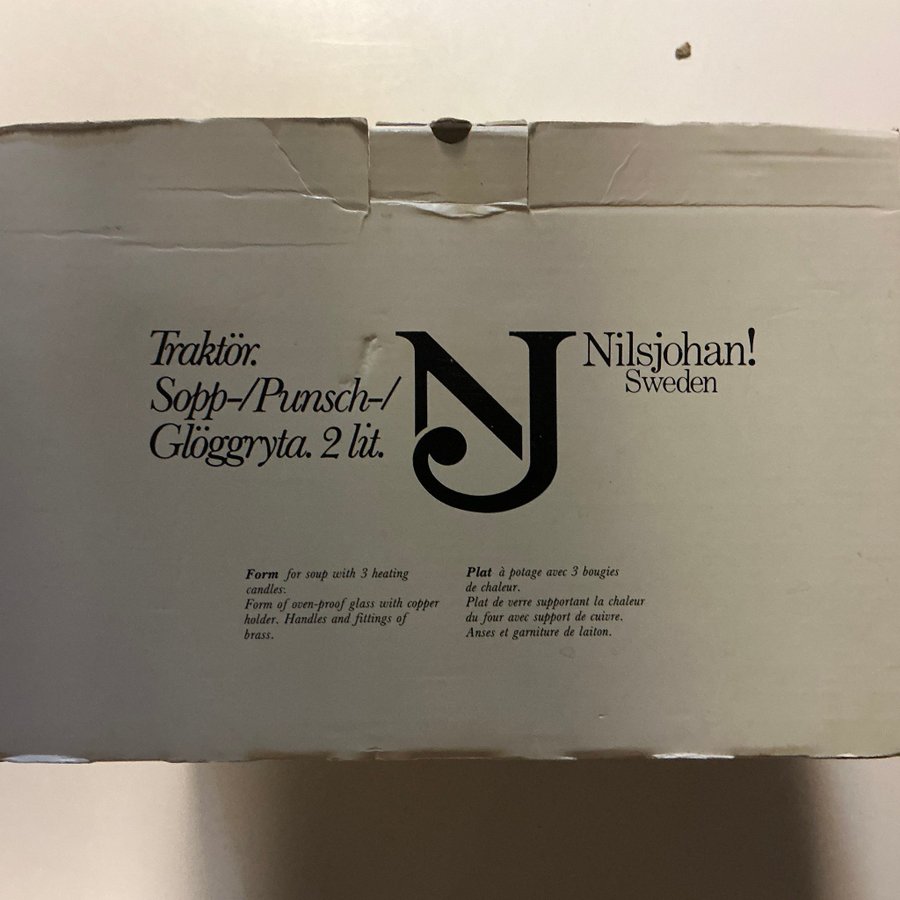 Traktör.
Sopp-/Punsch-/
Glöggryta. 2 lit.
NJ
Nilsjohan!
Sweden
Form for soup with 3 heating
candles.
Form of oven-proof glass with copper
holder. Handles and fittings of
brass.
Plat à potage avec 3 bougies
de chaleur.
Plat de verre supportant la chaleur
du four avec support de cuivre.
Anses et garniture de laiton.